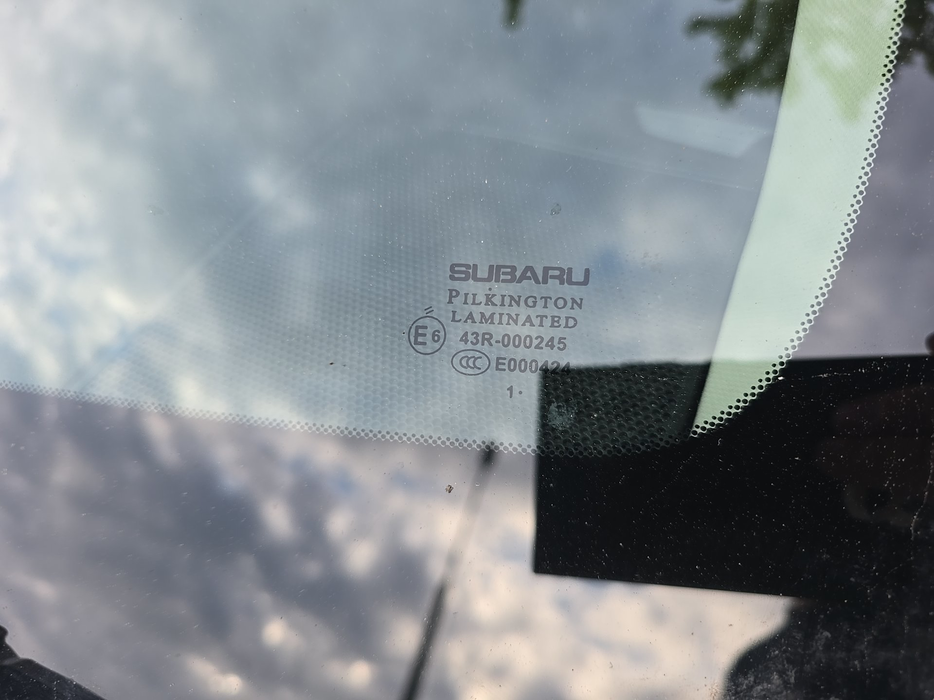 SUBARU
PILKINGTON
LAMINATED
E6 43R-000245
CCC E000424
1·